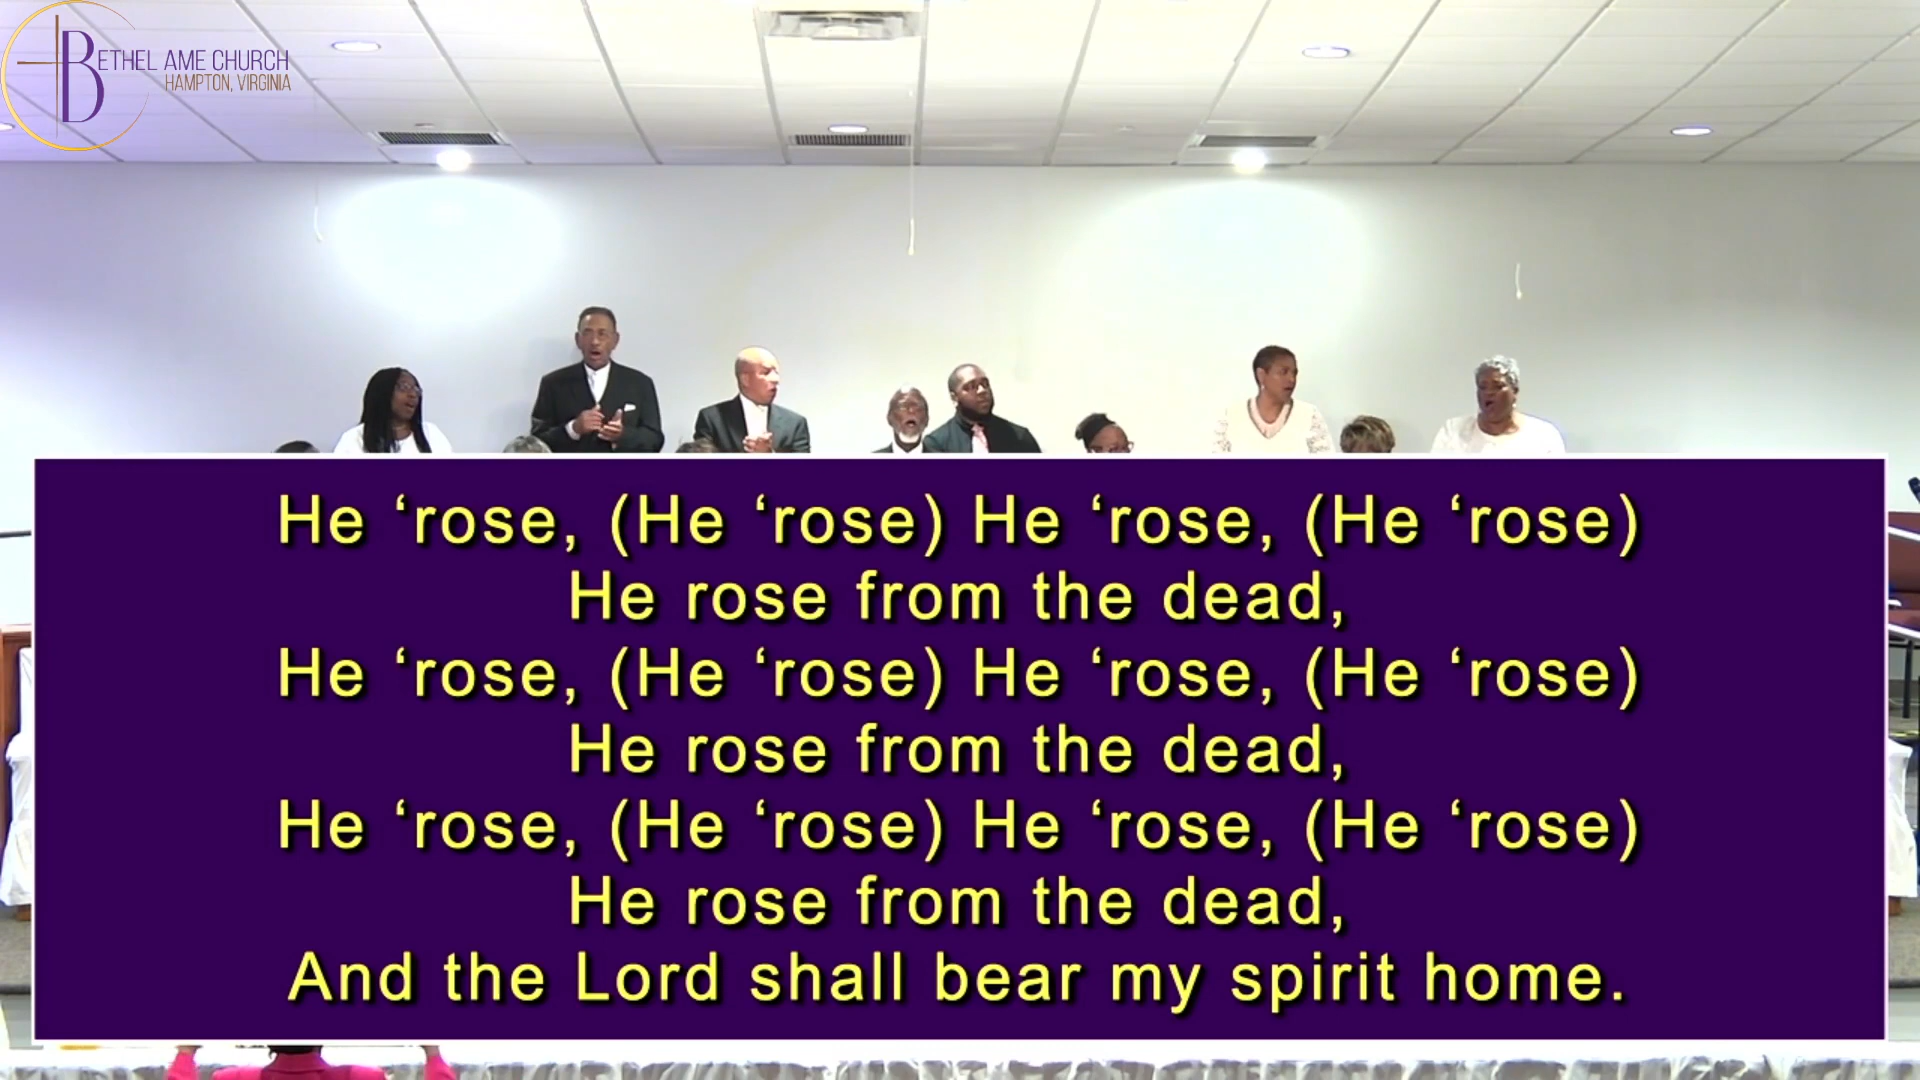 BETHEL AME CHURCH
HAMPTON, VIRGINIA
He ‘rose, (He ‘rose) He ‘rose, (He ‘rose)
He rose from the dead,
He ‘rose, (He ‘rose) He ‘rose, (He ‘rose)
He rose from the dead,
He ‘rose, (He ‘rose) He ‘rose, (He ‘rose)
He rose from the dead,
And the Lord shall bear my spirit home.